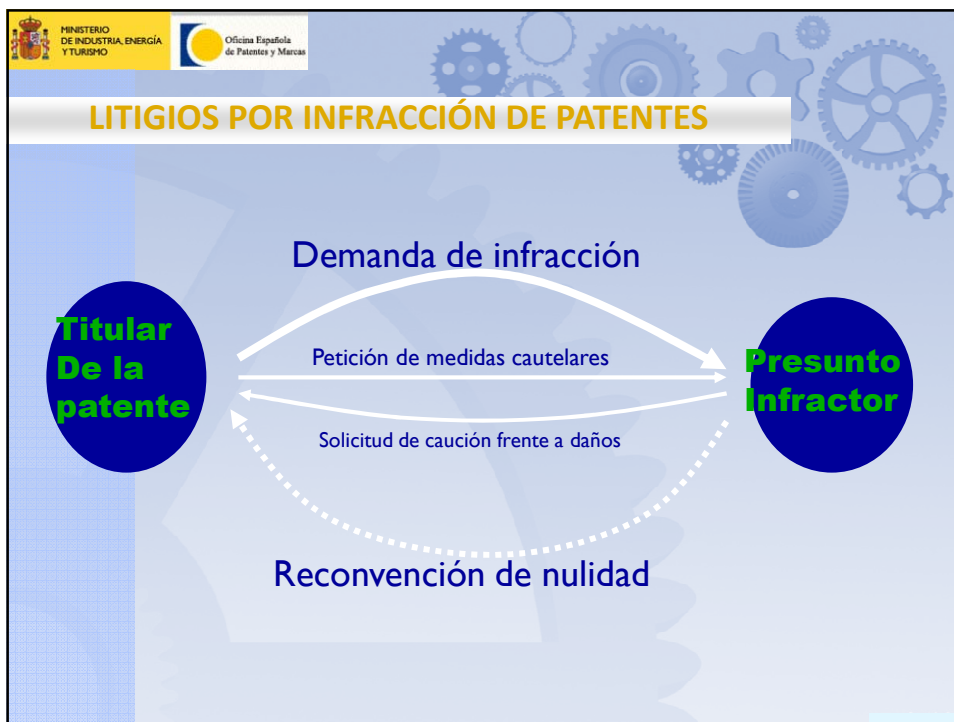 MINISTERIO
DE INDUSTRIA, ENERGÍA
Y TURISMO
Oficina Española
de Patentes y Marcas
LITIGIOS POR INFRACCIÓN DE PATENTES
Demanda de infracción
Titular
De la
patente
Petición de medidas cautelares
Presunto
Infractor
Solicitud de caución frente a daños
Reconvención de nulidad